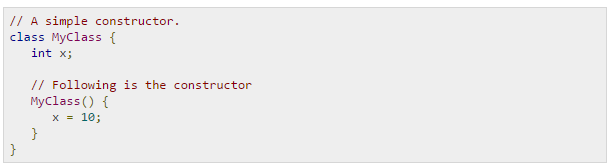 // A simple constructor.
class MyClass {
   int x;

   // Following is the constructor
   MyClass() {
      x = 10;
   }
}